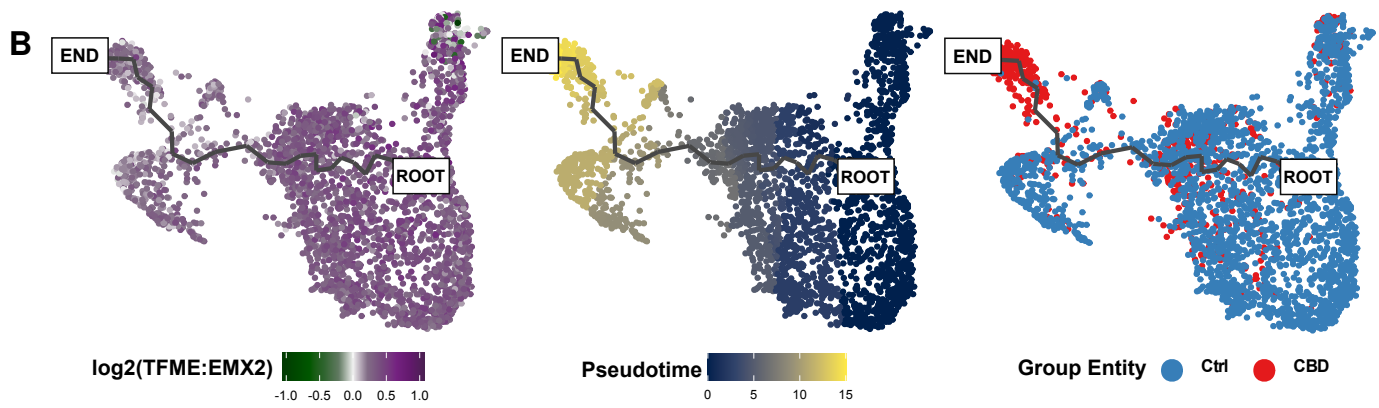 B
END
ROOT
END
ROOT
END
ROOT
log2(TFME:EMX2)
-1.0 -0.5 0.0 0.5 1.0
Pseudotime
0 5 10 15
Group Entity Ctrl CBD